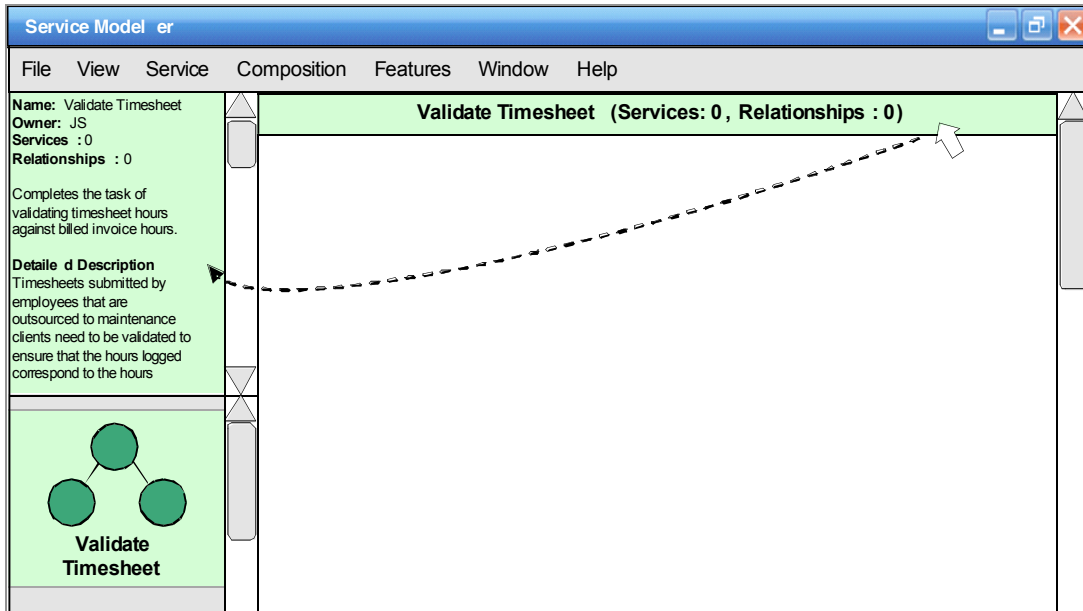 Service Model er
File View Service Composition Features Window Help
Name: Validate Timesheet
Owner: JS
Services : 0
Relationships : 0
Completes the task of
validating timesheet hours
against billed invoice hours.
Detaile d Description
Timesheets submitted by
employees that are
outsourced to maintenance
clients need to be validated to
ensure that the hours logged
correspond to the hours
Validate Timesheet (Services: 0 , Relationships : 0)
Validate
Timesheet